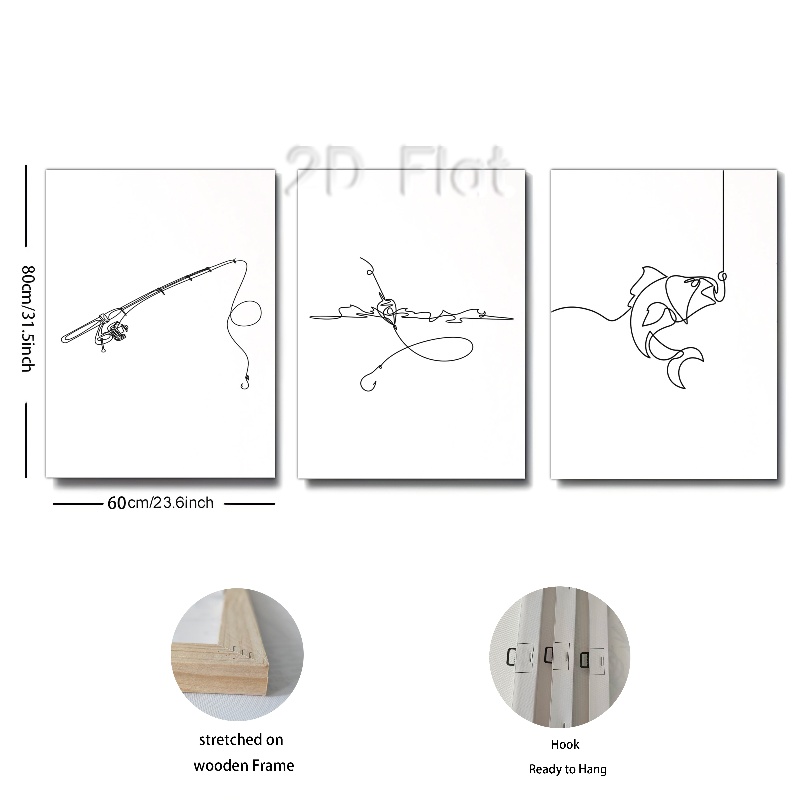 2D Flat
80cm/31.5inch
60cm/23.6inch
stretched on
wooden Frame
Hook
Ready to Hang